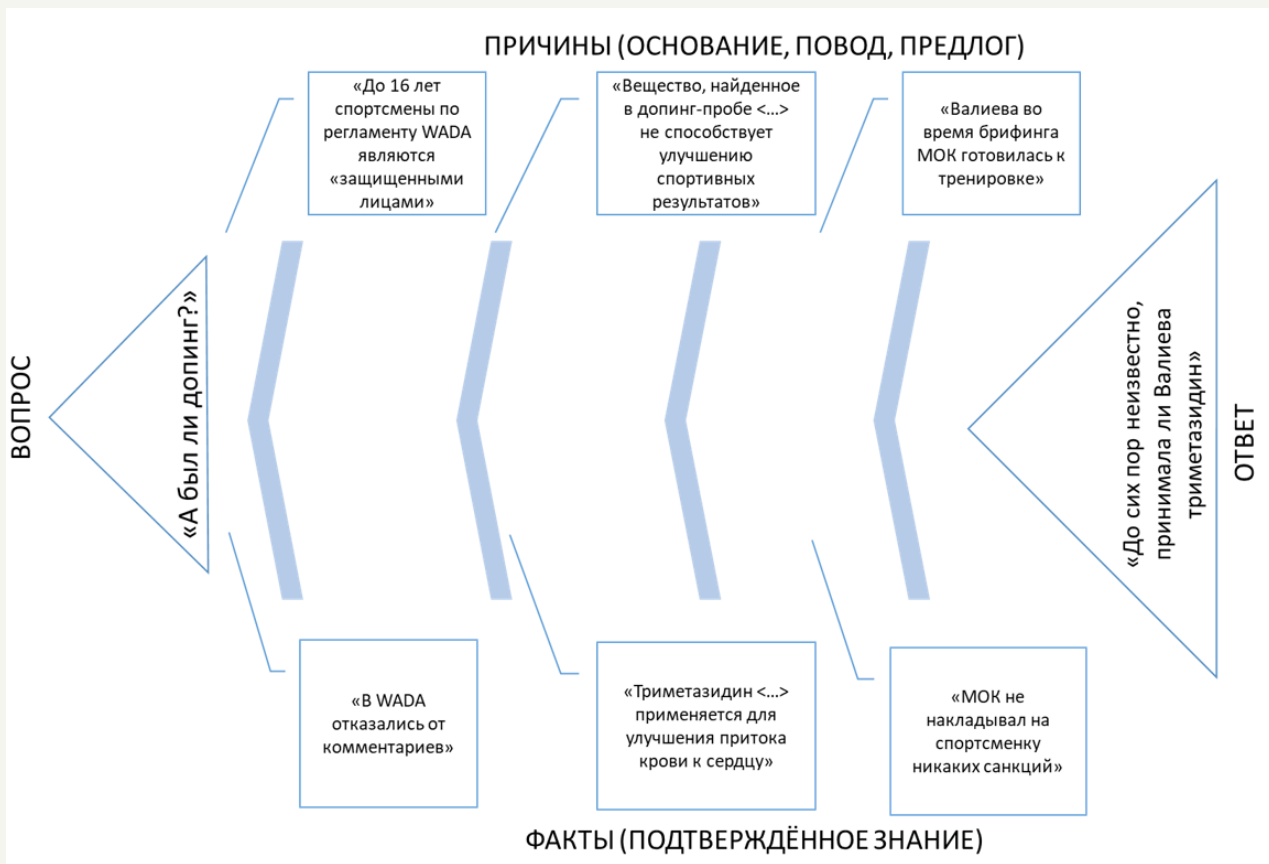 ПРИЧИНЫ (ОСНОВАНИЕ, ПОВОД, ПРЕДЛОГ)
«До 16 лет
спортсмены по
регламенту WADA
являются
«защищенными
лицами»
«Вещество, найденное
в допинг-пробе <…>
не способствует
улучшению
спортивных
результатов»
«Валиева во
время брифинга
МОК готовилась к
тренировке»
ВОПРОС
«А был ли допинг?»
«До сих пор неизвестно,
принимала ли Валиева
триметазидин»
ОТВЕТ
«В WADA
отказались от
комментариев»
«Триметазидин <…>
применяется для
улучшения притока
крови к сердцу»
«МОК не
накладывал на
спортсменку
никаких санкций»
ФАКТЫ (ПОДТВЕРЖДЁННОЕ ЗНАНИЕ)